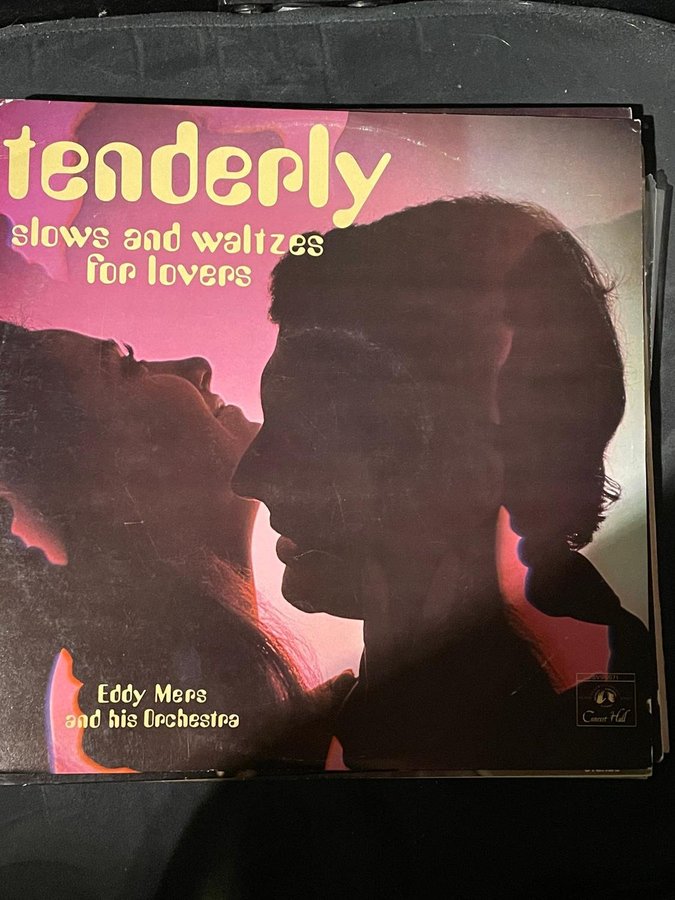 tenderly
slows and waltzes
for lovers
Eddy Mers
and his Orchestra
Concert Hall